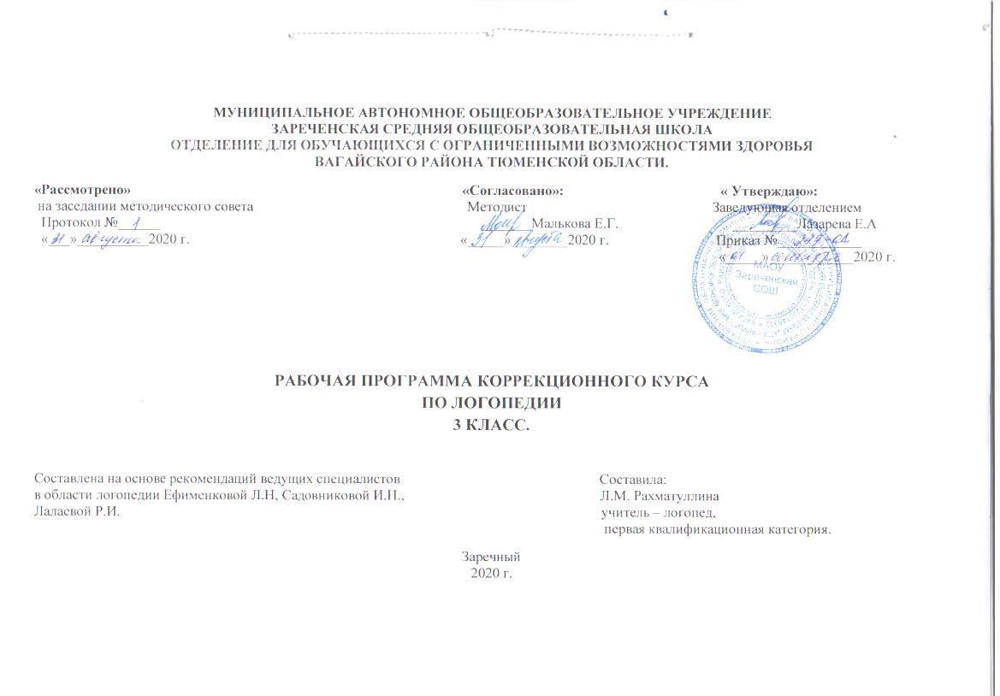 МУНИЦИПАЛЬНОЕ АВТОНОМНОЕ ОБЩЕОБРАЗОВАТЕЛЬНОЕ УЧРЕЖДЕНИЕ
ЗАРЕЧЕНСКАЯ СРЕДНЯЯ ОБЩЕОБРАЗОВАТЕЛЬНАЯ ШКОЛА
ОТДЕЛЕНИЕ ДЛЯ ОБУЧАЮЩИХСЯ С ОГРАНИЧЕННЫМИ ВОЗМОЖНОСТЯМИ ЗДОРОВЬЯ
ВАГАЙСКОГО РАЙОНА ТЮМЕНСКОЙ ОБЛАСТИ.
«Рассмотрено»
на заседании методического совета
Протокол № 1
« 31 » августа 2020 г.
«Согласовано»:
Методист
Малькова Е.Г.
« 31 » августа 2020 г.
« Утверждаю»:
Заведующая отделением
Лазарева Е.А
Приказ №
« 01 » сентября 2020 г.
МАОУ
Зареченская
СОШ
РАБОЧАЯ ПРОГРАММА КОРРЕКЦИОННОГО КУРСА
ПО ЛОГОПЕДИИ
3 КЛАСС.
Составлена на основе рекомендаций ведущих специалистов
в области логопедии Ефименковой Л.Н, Садовниковой И.Н.,
Лалаевой Р.И.
Составила:
Л.М. Рахматуллина
учитель – логопед,
первая квалификационная категория.
Заречный
2020 г.